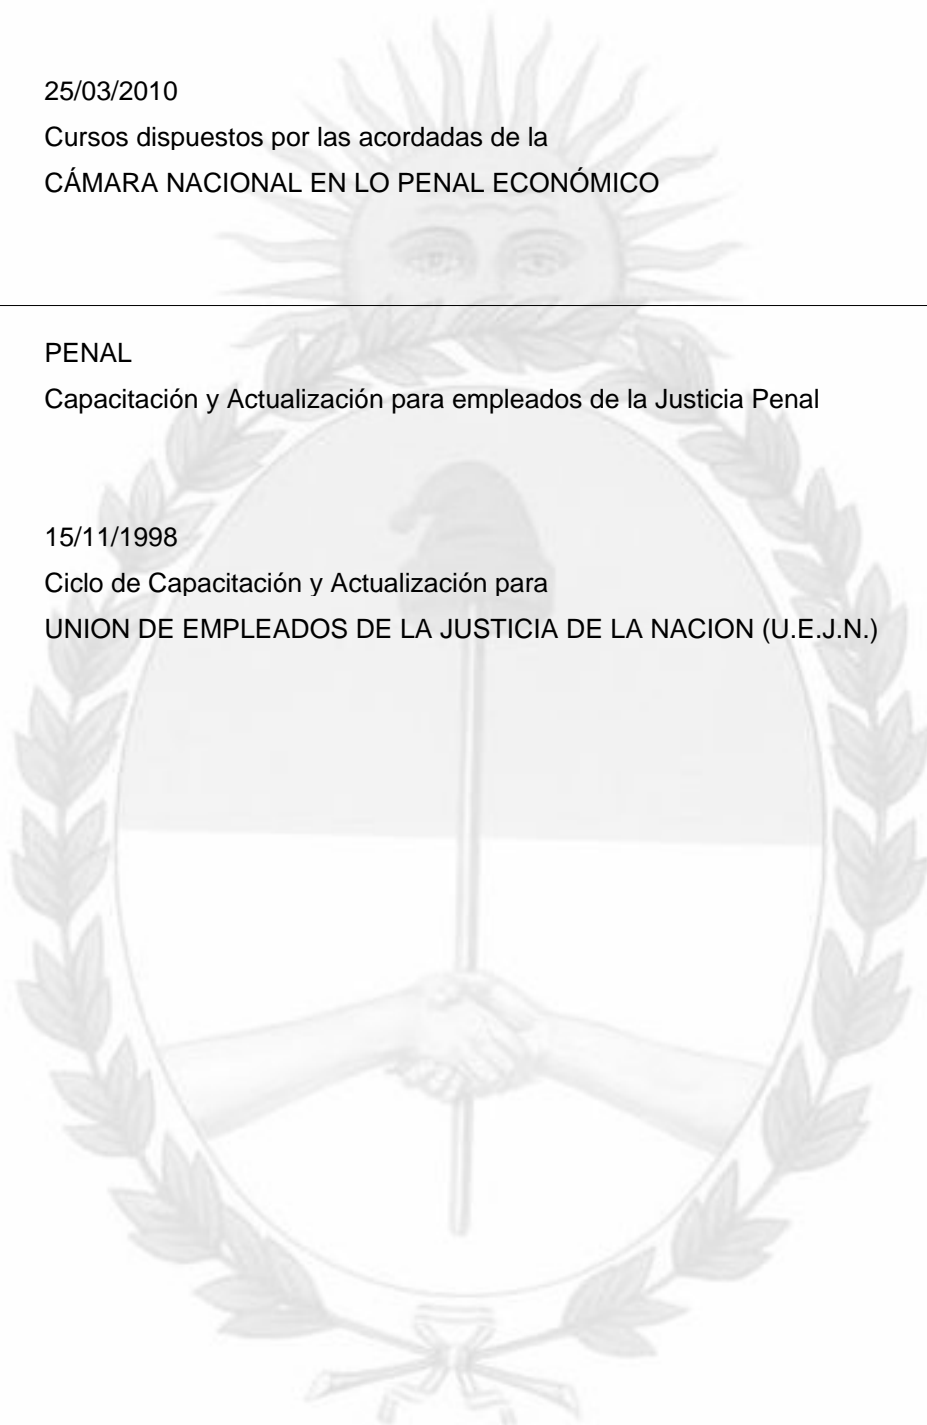 25/03/2010
Cursos dispuestos por las acordadas de la
CÁMARA NACIONAL EN LO PENAL ECONÓMICO
PENAL
Capacitación y Actualización para empleados de la Justicia Penal
15/11/1998
Ciclo de Capacitación y Actualización para
UNION DE EMPLEADOS DE LA JUSTICIA DE LA NACION (U.E.J.N.)